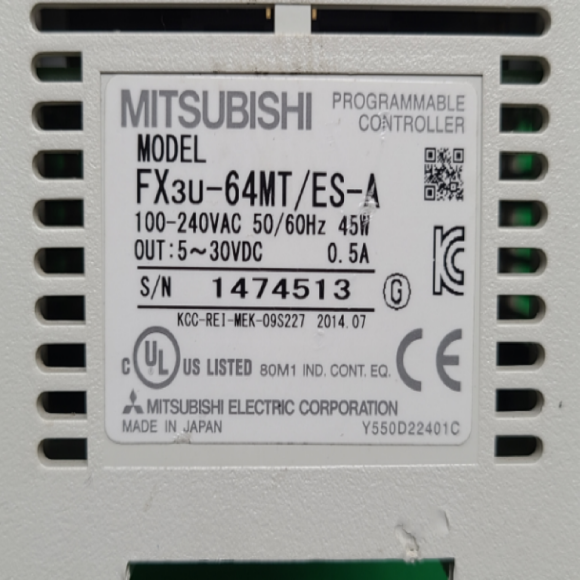 MITSUBISHI
PROGRAMMABLE
CONTROLLER
MODEL
FX3U-64MT/ES-A
100-240VAC 50/60Hz 45W
OUT:5~30VDC 0.5A
S/N 1474513 G
KCC-REI-MEK-09S227 2014.07
C UL US LISTED 80M1 IND. CONT. EQ. CE
MITSUBISHI ELECTRIC CORPORATION
MADE IN JAPAN Y550D22401C